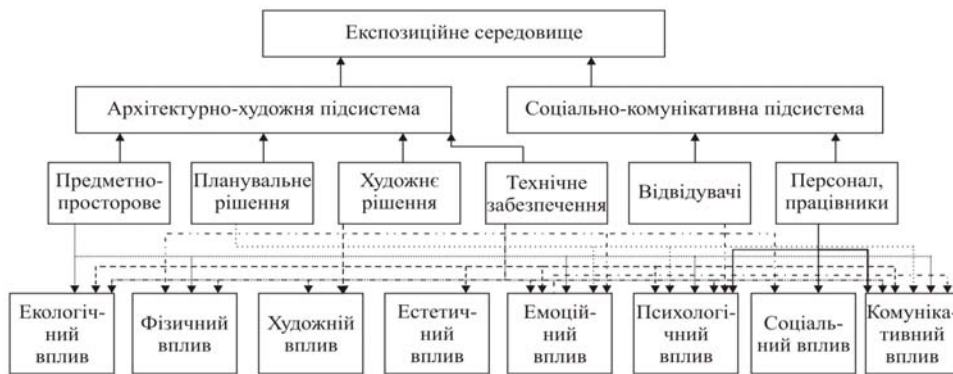 Експозиційне середовище
Архітектурно-художня підсистема
Соціально-комунікативна підсистема
Предметно-
просторове
Планувальне
рішення
Художнє
рішення
Технічне
забезпечення
Відвідувачі
Персонал,
працівники
Екологіч-
ний
вплив
Фізичний
вплив
Художній
вплив
Естетич-
ний
вплив
Емоцій-
ний
вплив
Психологі-
чний
вплив
Соціаль-
ний вплив
Комуніка-
тивний
вплив